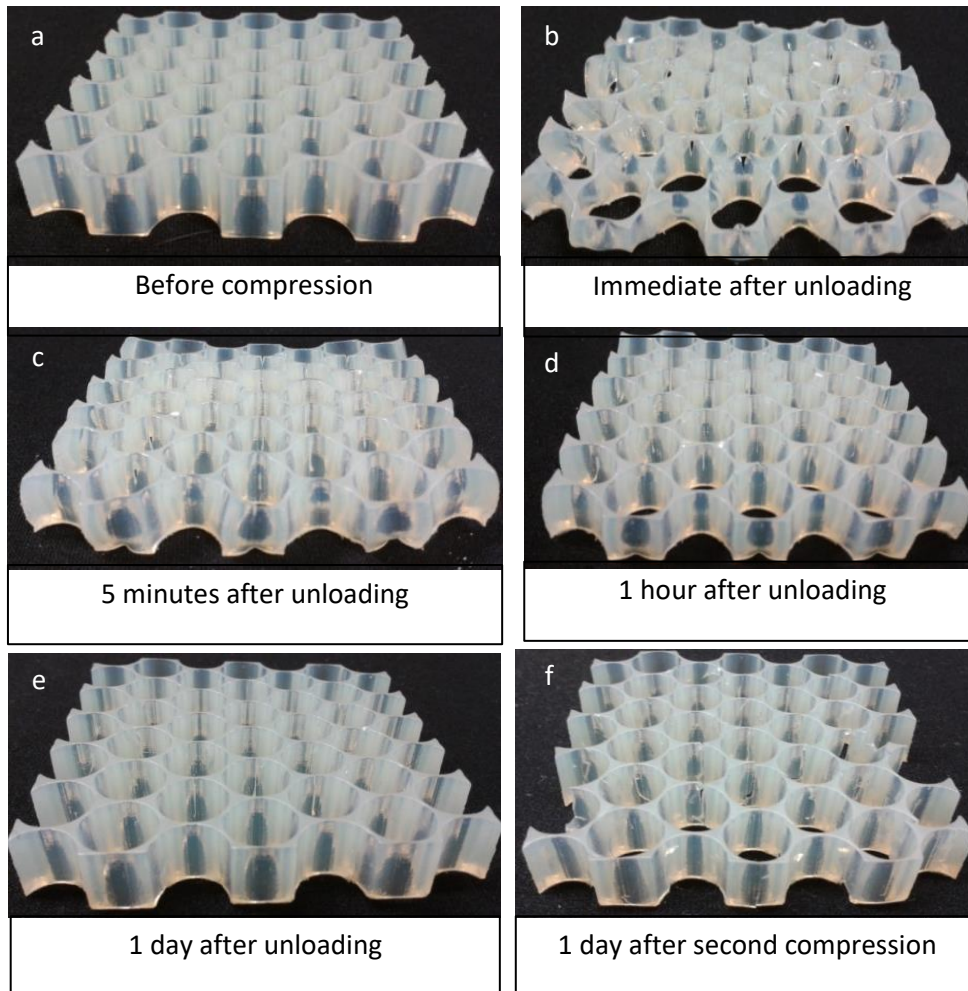 a
b
Before compression
Immediate after unloading
c
d
5 minutes after unloading
1 hour after unloading
e
f
1 day after unloading
1 day after second compression